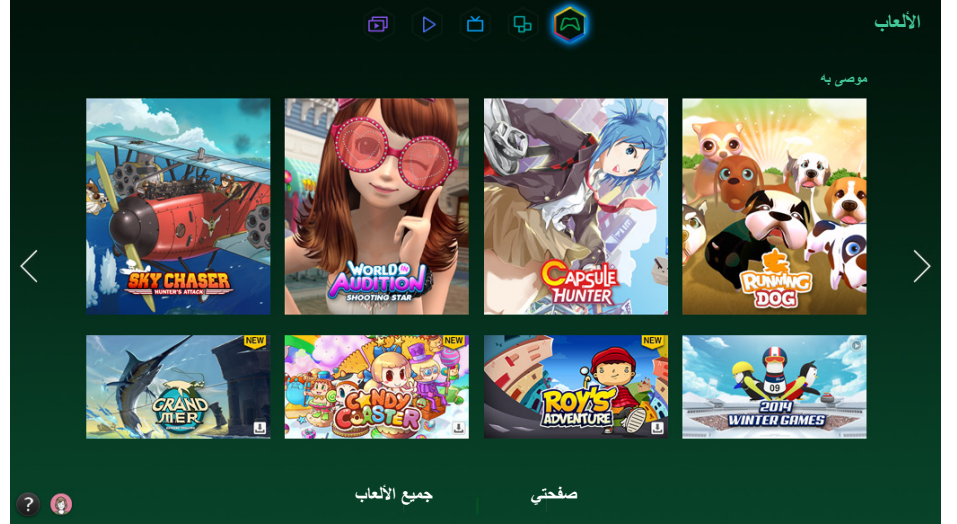 الألعاب
موصى به
SKY CHASER
HUNTER'S ATTACK
WORLD IN
AUDITION
SHOOTING STAR
CAPSULE
HUNTER
RUNNING
DOG
NEW
GRAND
NEW
CANDY
COASTER
NEW
ROY'S
ADVENTURE
09
2014
WINTER GAMES
صفحتي
جميع الألعاب
?